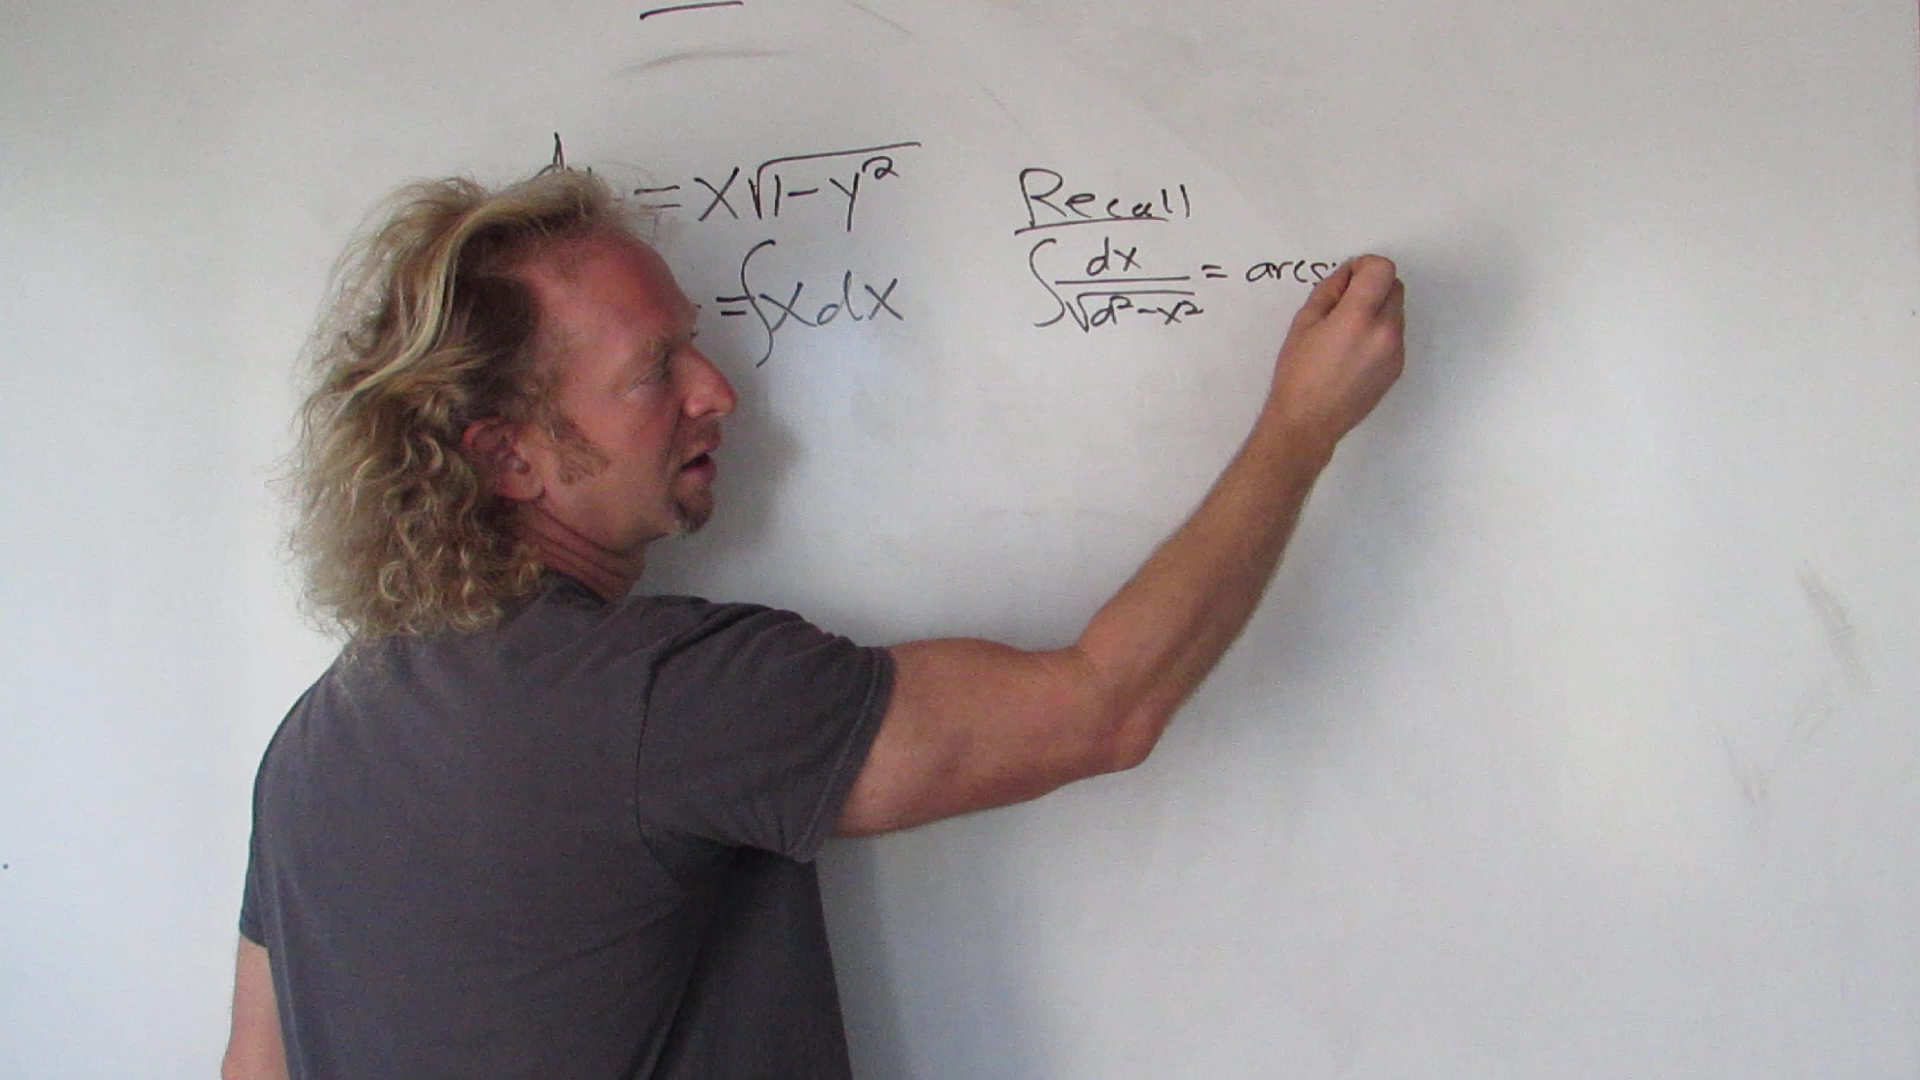 = x√1-y²
=∫xdx
Recall
∫dx/√a²-x² = arcs